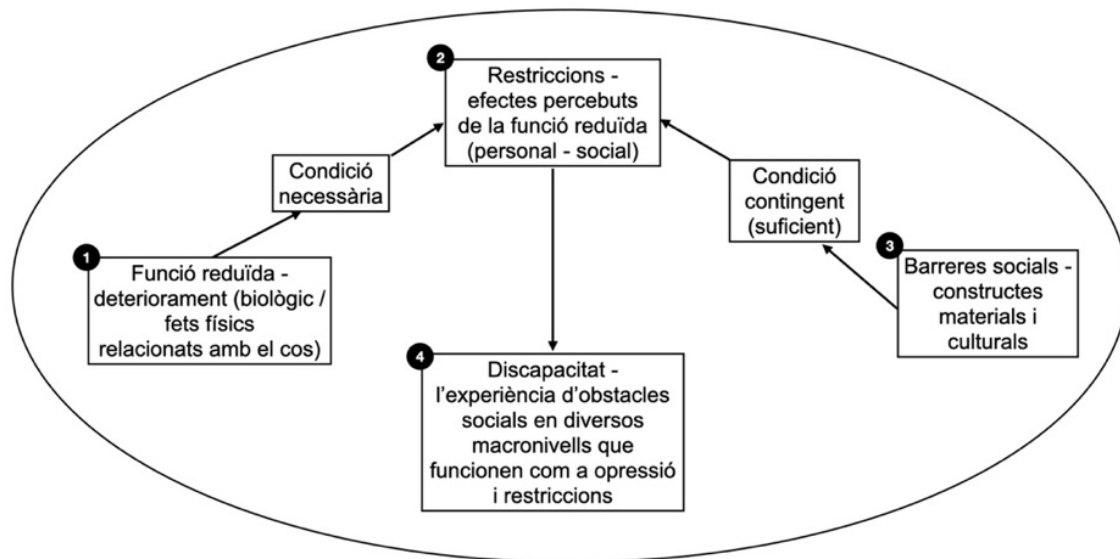 2
Restriccions -
efectes percebuts
de la funció reduïda
(personal - social)
Condició
necessària
Condició
contingent
(suficient)
1
Funció reduïda -
deteriorament (biològic /
fets físics
relacionats amb el cos)
3
Barreres socials -
constructes
materials i
culturals
4
Discapacitat -
l’experiència d’obstacles
socials en diversos
macronivells que
funcionen com a opressió
i restriccions